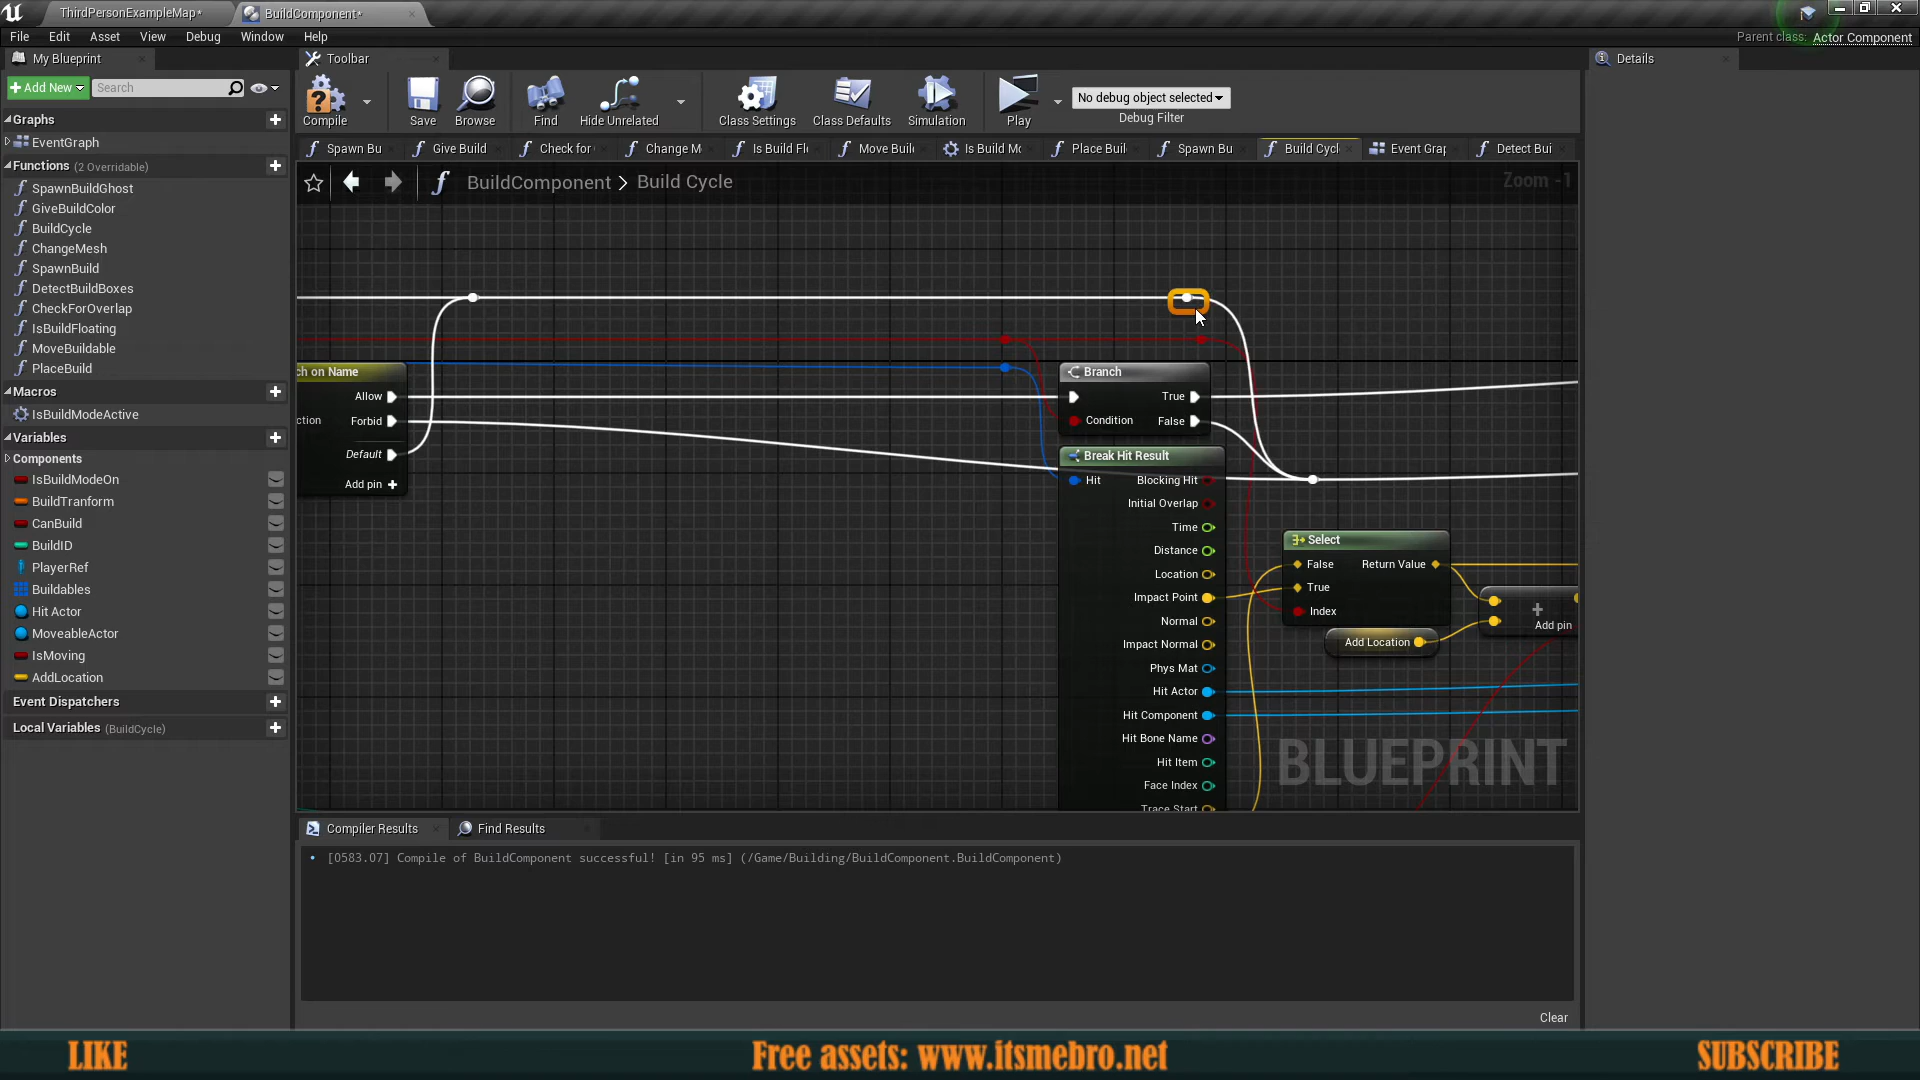 ThirdPersonExampleMap*
BuildComponent*
File Edit Asset View Debug Window Help
Parent class: Actor Component
My Blueprint
Toolbar
Details
Add New
Search
Compile
Save
Browse
Find
Hide Unrelated
Class Settings
Class Defaults
Simulation
Play
No debug object selected
Debug Filter
Spawn Bu
Give Build
Check for
Change M
Is Build Fl
Move Buil
Is Build Mo
Place Buil
Spawn Bu
Build Cycl
Event Grap
Detect Bui
BuildComponent > Build Cycle
Zoom -1
Graphs
EventGraph
Functions (2 Overridable)
SpawnBuildGhost
GiveBuildColor
BuildCycle
ChangeMesh
SpawnBuild
DetectBuildBoxes
CheckForOverlap
IsBuildFloating
MoveBuildable
PlaceBuild
Macros
IsBuildModeActive
Variables
Components
IsBuildModeOn
BuildTranform
CanBuild
BuildID
PlayerRef
Buildables
Hit Actor
MoveableActor
IsMoving
AddLocation
Event Dispatchers
Local Variables (BuildCycle)
ch on Name
Allow
ction Forbid
Default
Add pin
Branch
True
Condition False
Break Hit Result
Hit Blocking Hit
Initial Overlap
Time
Distance
Location
Impact Point
Normal
Impact Normal
Phys Mat
Hit Actor
Hit Component
Hit Bone Name
Hit Item
Face Index
Trace Start
Select
False Return Value
True
Index
Add Location
Add pin
BLUEPRINT
Compiler Results
Find Results
[0583.07] Compile of BuildComponent successful! [in 95 ms] (/Game/Building/BuildComponent.BuildComponent)
Clear
LIKE
Free assets: www.itsmebro.net
SUBSCRIBE